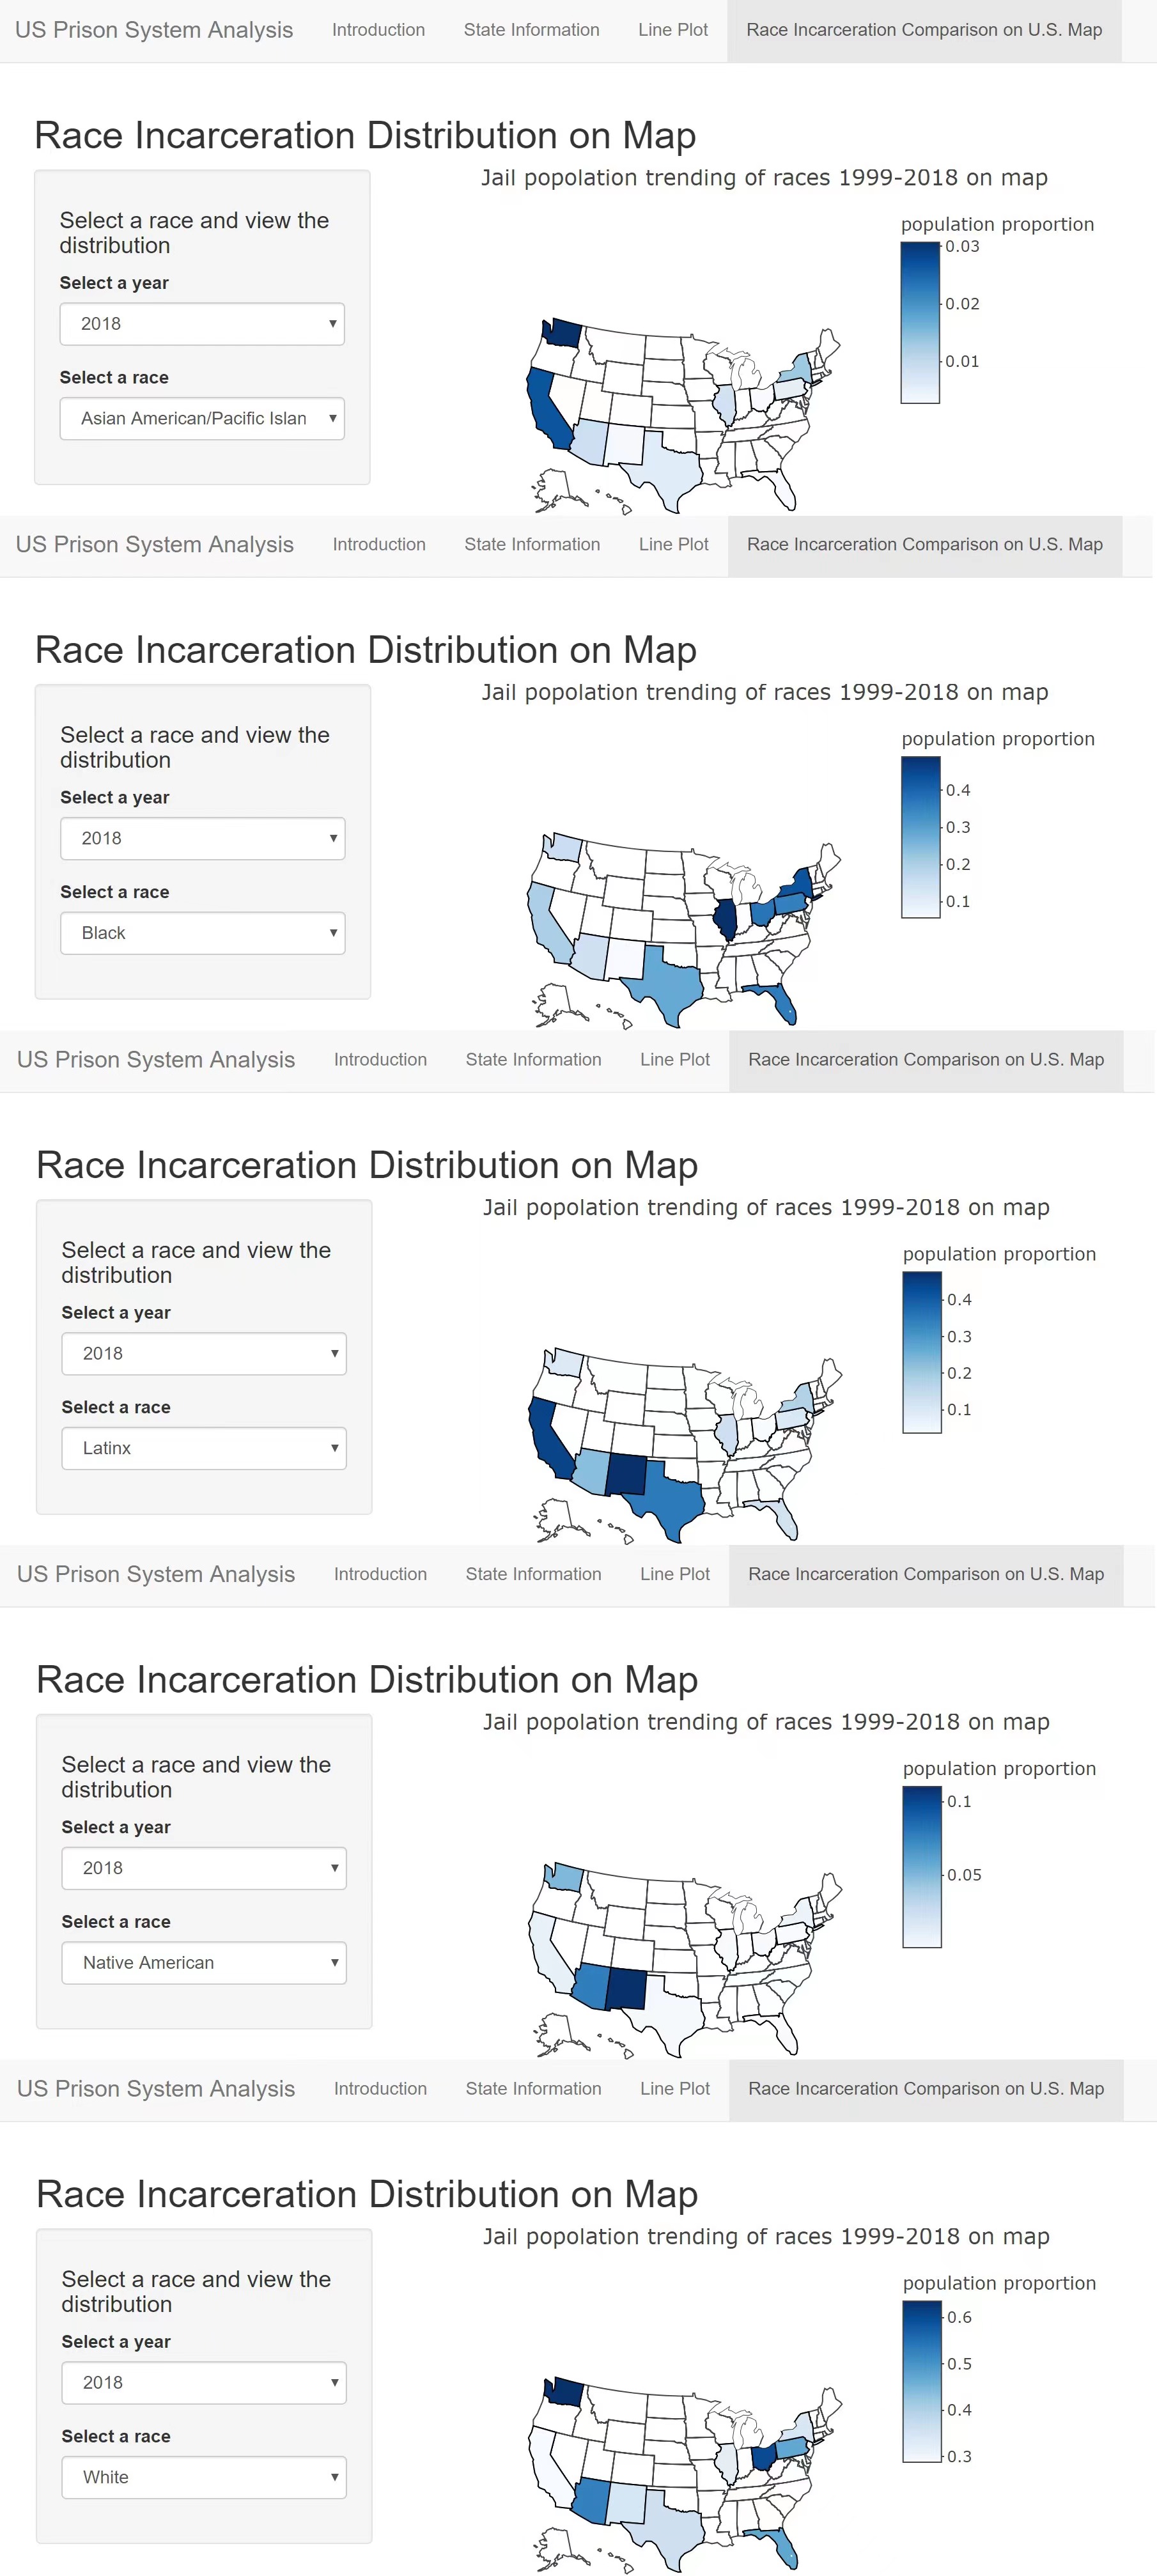 US Prison System Analysis Introduction State Information Line Plot Race Incarceration Comparison on U.S. Map
Race Incarceration Distribution on Map
Jail popolation trending of races 1999-2018 on map
Select a race and view the
distribution
Select a year
2018
Select a race
Asian American/Pacific Islan
population proportion
0.03
0.02
0.01
US Prison System Analysis Introduction State Information Line Plot Race Incarceration Comparison on U.S. Map
Race Incarceration Distribution on Map
Jail popolation trending of races 1999-2018 on map
Select a race and view the
distribution
Select a year
2018
Select a race
Black
population proportion
0.4
0.3
0.2
0.1
US Prison System Analysis Introduction State Information Line Plot Race Incarceration Comparison on U.S. Map
Race Incarceration Distribution on Map
Jail popolation trending of races 1999-2018 on map
Select a race and view the
distribution
Select a year
2018
Select a race
Latinx
population proportion
0.4
0.3
0.2
0.1
US Prison System Analysis Introduction State Information Line Plot Race Incarceration Comparison on U.S. Map
Race Incarceration Distribution on Map
Jail popolation trending of races 1999-2018 on map
Select a race and view the
distribution
Select a year
2018
Select a race
Native American
population proportion
0.1
0.05
US Prison System Analysis Introduction State Information Line Plot Race Incarceration Comparison on U.S. Map
Race Incarceration Distribution on Map
Jail popolation trending of races 1999-2018 on map
Select a race and view the
distribution
Select a year
2018
Select a race
White
population proportion
0.6
0.5
0.4
0.3